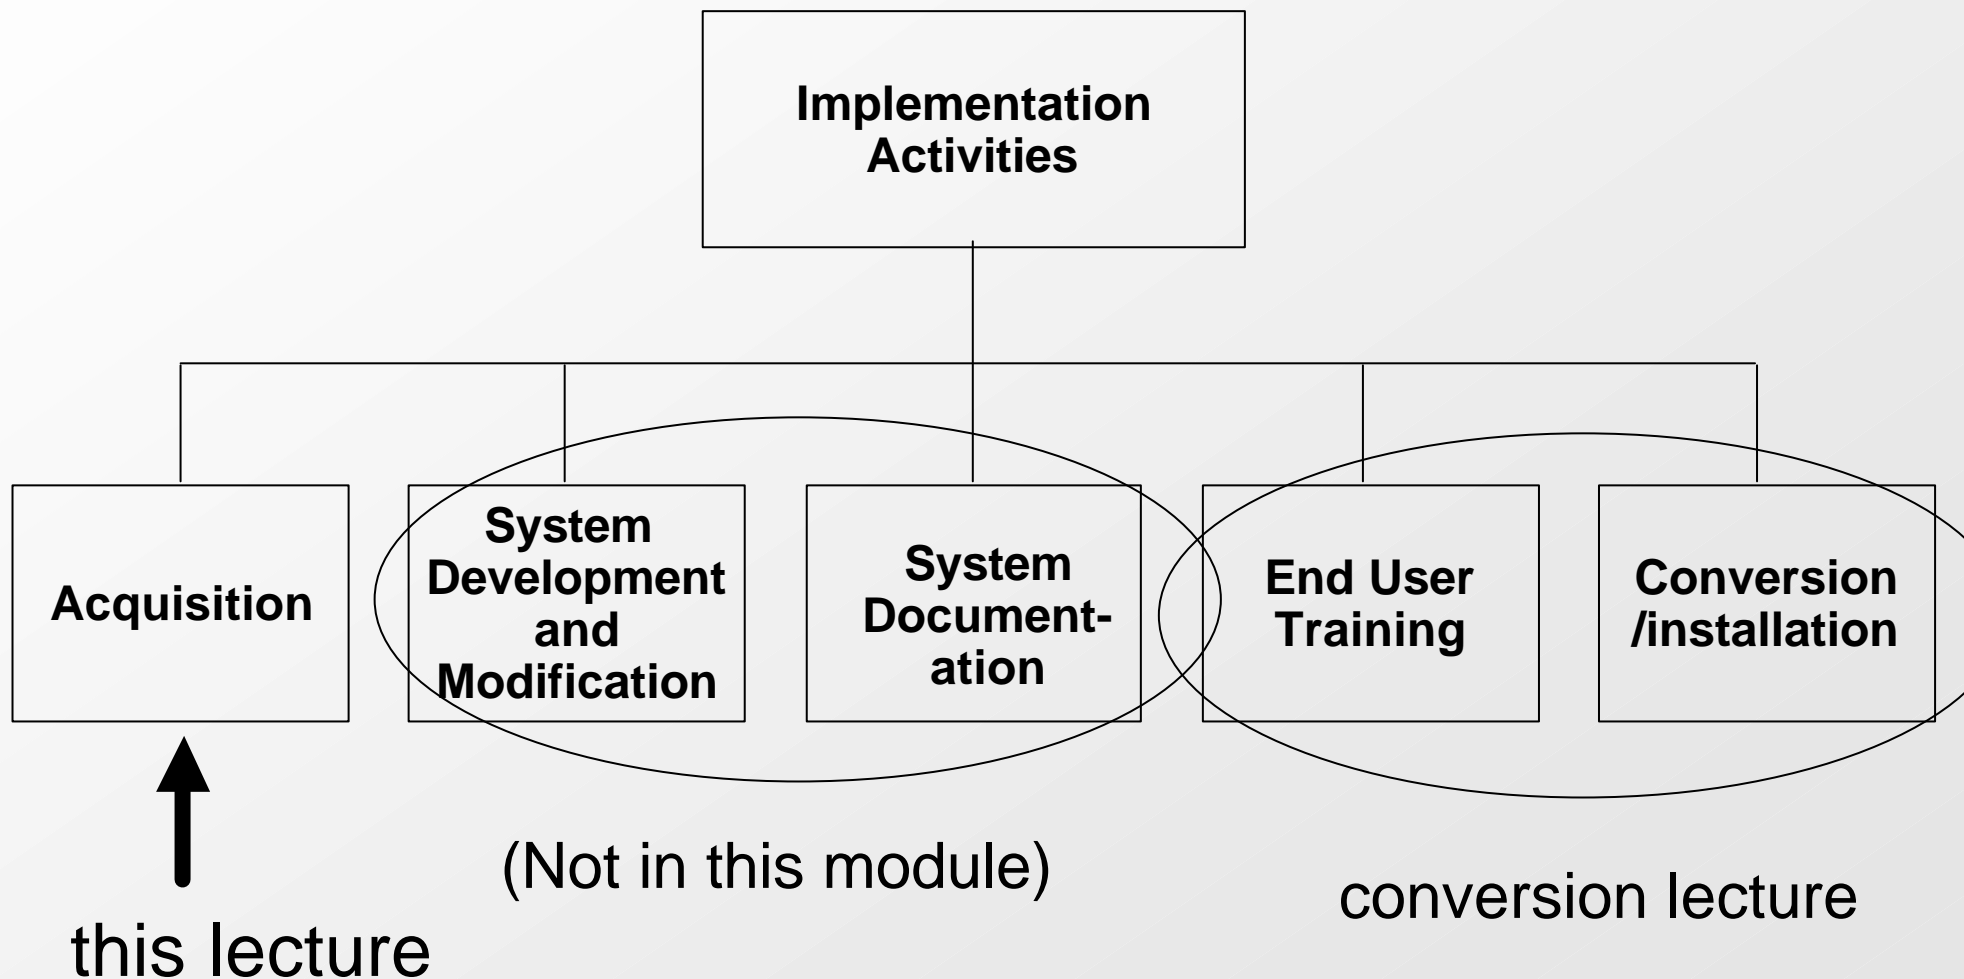 Implementation
Activities
Acquisition
System
Development
and
Modification
System
Document-
ation
End User
Training
Conversion
/installation
(Not in this module)
conversion lecture
this lecture